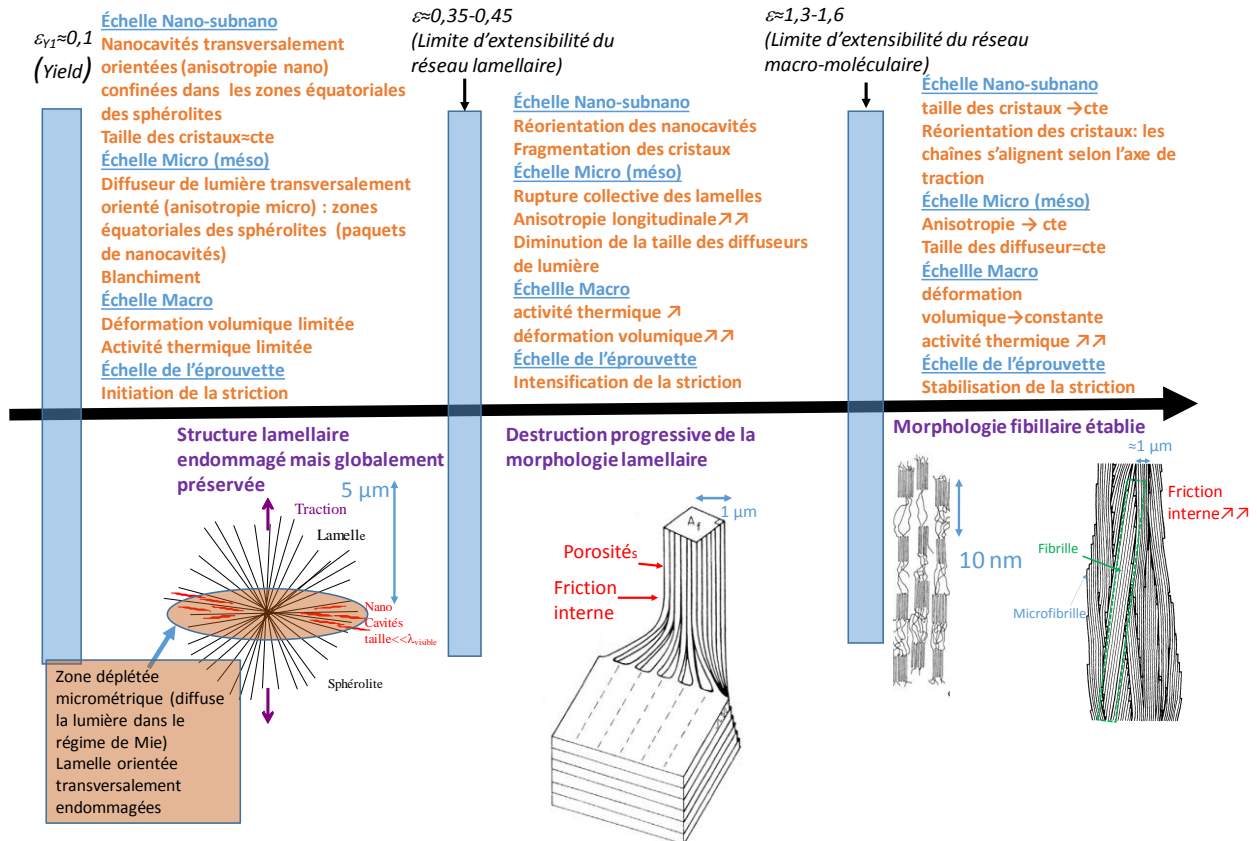 ε_Y1≈0,1
(Yield)
Échelle Nano-subnano
Nanocavités transversalement
orientées (anisotropie nano)
confinées dans les zones équatoriales
des sphérolites
Taille des cristaux≈cte
Échelle Micro (méso)
Diffuseur de lumière transversalement
orienté (anisotropie micro) : zones
équatoriales des sphérolites (paquets
de nanocavités)
Blanchiment
Échelle Macro
Déformation volumique limitée
Activité thermique limitée
Échelle de l'éprouvette
Initiation de la striction
ε≈0,35-0,45
(Limite d'extensibilité du
réseau lamellaire)
Échelle Nano-subnano
Réorientation des nanocavités
Fragmentation des cristaux
Échelle Micro (méso)
Rupture collective des lamelles
Anisotropie longitudinale↗↗
Diminution de la taille des diffuseurs
de lumière
Échellle Macro
activité thermique ↗
déformation volumique↗↗
Échelle de l'éprouvette
Intensification de la striction
ε≈1,3-1,6
(Limite d'extensibilité du réseau
macro-moléculaire)
Échelle Nano-subnano
taille des cristaux →cte
Réorientation des cristaux: les
chaînes s'alignent selon l'axe de
traction
Échelle Micro (méso)
Anisotropie → cte
Taille des diffuseur=cte
Échellle Macro
déformation
volumique→constante
activité thermique ↗↗
Échelle de l'éprouvette
Stabilisation de la striction
Structure lamellaire
endommagé mais globalement
préservée
5 µm
Traction
Lamelle
Nano
Cavités
taille<<λvisible
Sphérolite
Zone déplétée
micrométrique (diffuse
la lumière dans le
régime de Mie)
Lamelle orientée
transversalement
endommagées
Destruction progressive de la
morphologie lamellaire
1 µm
Af
Porosités
Friction
interne
Morphologie fibillaire établie
10 nm
≈1 µm
Friction
interne↗↗
Fibrille
Microfibrille